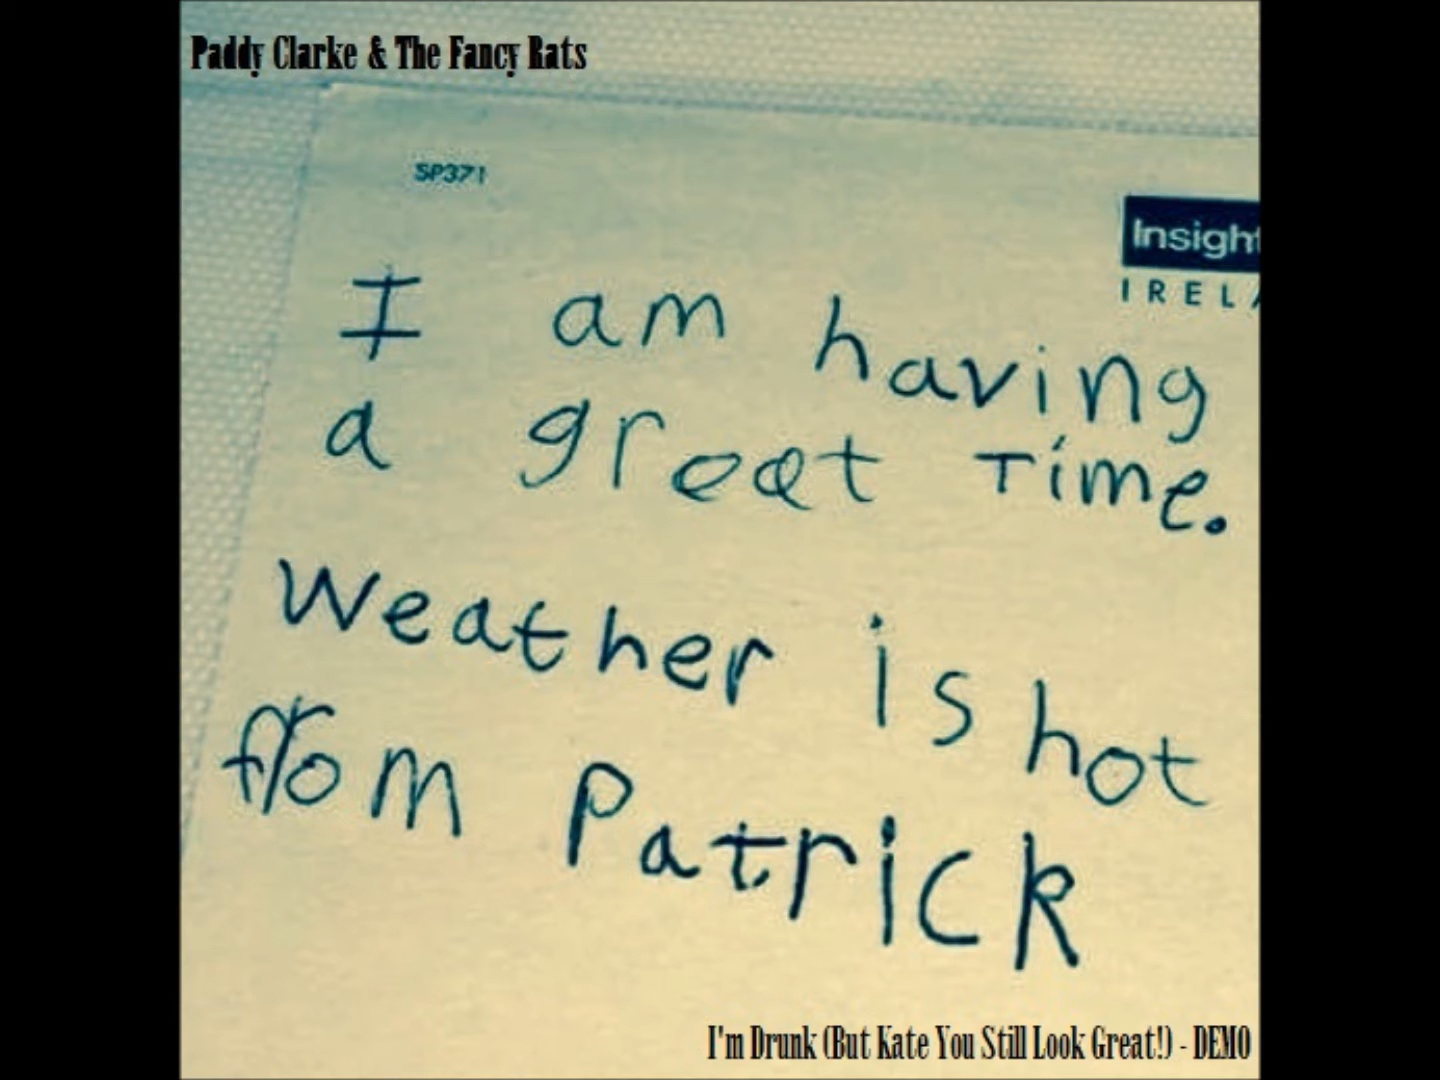 Paddy Clarke & The Fancy Rats
SP371
Insigh
IREL
I am having
a great Time.
Weather is hot
from Patrick
I'm Drunk (But Kate You Still Look Great!) - DEMO